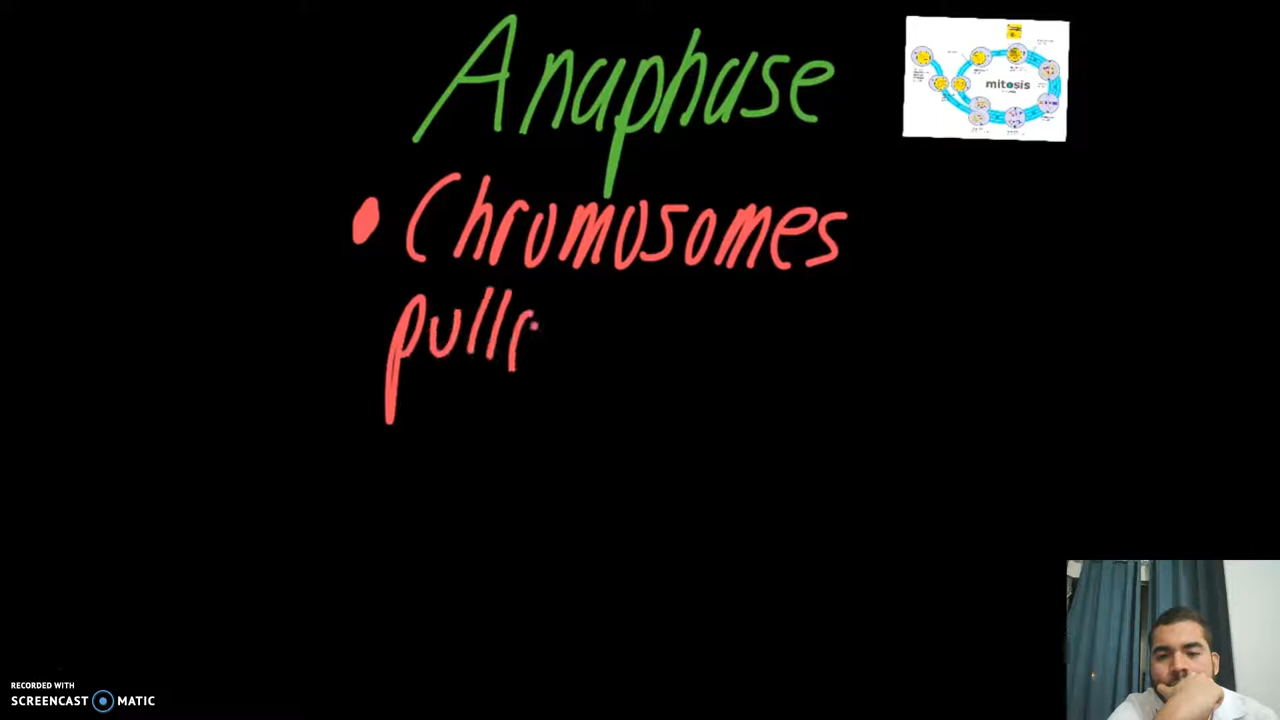 Anaphase
mitosis
• Chromosomes
pull
RECORDED WITH
SCREENCAST MATIC